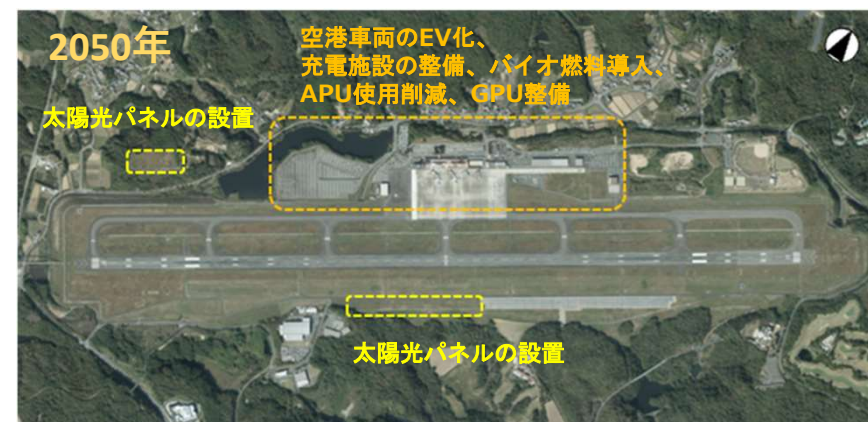 2050年
空港車両のEV化、
充電施設の整備、バイオ燃料導入、
APU使用削減、GPU整備
太陽光パネルの設置
太陽光パネルの設置